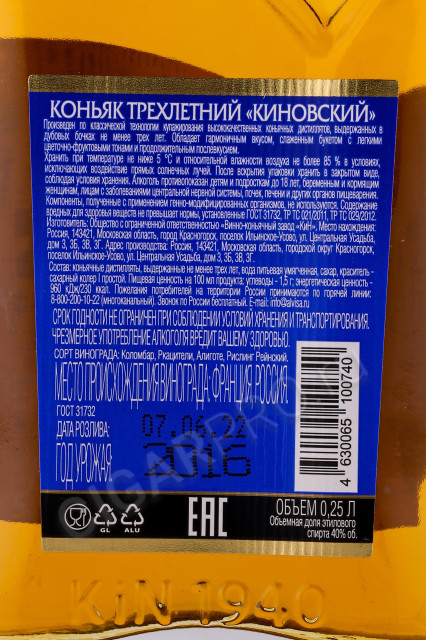 КОНЬЯК ТРЕХЛЕТНИЙ «КИНОВСКИЙ»
Произведен по классической технологии купажирования высококачественных коньячных дистиллятов, выдержанных в
дубовых бочках не менее трех лет. Обладает гармоничным вкусом, слаженным букетом с легкими
цветочно-фруктовыми тонами и продолжительным послевкусием.
Хранить при температуре не ниже 5 °С и относительной влажности воздуха не более 85 % в условиях,
исключающих воздействие прямых солнечных лучей. После вскрытия упаковки хранить в закрытом виде,
соблюдая условия хранения. Алкоголь противопоказан детям и подросткам до 18 лет, беременным и кормящим
женщинам, лицам с заболеваниями центральной нервной системы, почек, печени и других органов пищеварения.
Компоненты, полученные с применением генно-модифицированных организмов, не используются. Содержание
вредных для здоровья веществ не превышает нормы, установленные ГОСТ 31732, ТР ТС 021/2011, ТР ТС 029/2012.
Изготовитель: Общество с ограниченной ответственностью «Винно-коньячный завод «КиН», Место нахождения:
Россия, 143421, Московская область, город Красногорск, поселок Ильинское-Усово, ул. Центральная Усадьба,
дом 3, 3Б, 3В, 3Г. Адрес производства: Россия, 143421, Московская область, городской округ Красногорск,
поселок Ильинское-Усово, ул. Центральная Усадьба, дом 3, 3Б, 3В, 3Г.
Состав: коньячные дистилляты, выдержанные не менее трех лет, вода питьевая умягченная, сахар, краситель -
сахарный колер I простой. Пищевая ценность на 100 мл продукта: углеводы - 1,5 г; энергетическая ценность -
960 кДж/230 ккал. Пожелания потребителей на территории России принимаются по горячей линии:
8-800-200-10-22 (многоканальный). Звонок по России бесплатный. E-mail: info@alvisa.ru
СРОК ГОДНОСТИ НЕ ОГРАНИЧЕН ПРИ СОБЛЮДЕНИИ УСЛОВИЙ ХРАНЕНИЯ И ТРАНСПОРТИРОВАНИЯ.
ЧРЕЗМЕРНОЕ УПОТРЕБЛЕНИЕ АЛКОГОЛЯ ВРЕДИТ ВАШЕМУ ЗДОРОВЬЮ.
СОРТ ВИНОГРАДА: Коломбар, Ркацители, Алиготе, Рислинг Рейнский.
МЕСТО ПРОИСХОЖДЕНИЯ ВИНОГРАДА: ФРАНЦИЯ, РОССИЯ.
ГОСТ 31732
ДАТА РОЗЛИВА: 07.06.22
ГОД УРОЖАЯ: 2016
4 630065 100740
GL ALU
EAC
ОБЪЕМ 0,25 Л
Объемная доля этилового
спирта 40% об.
KiN 1940